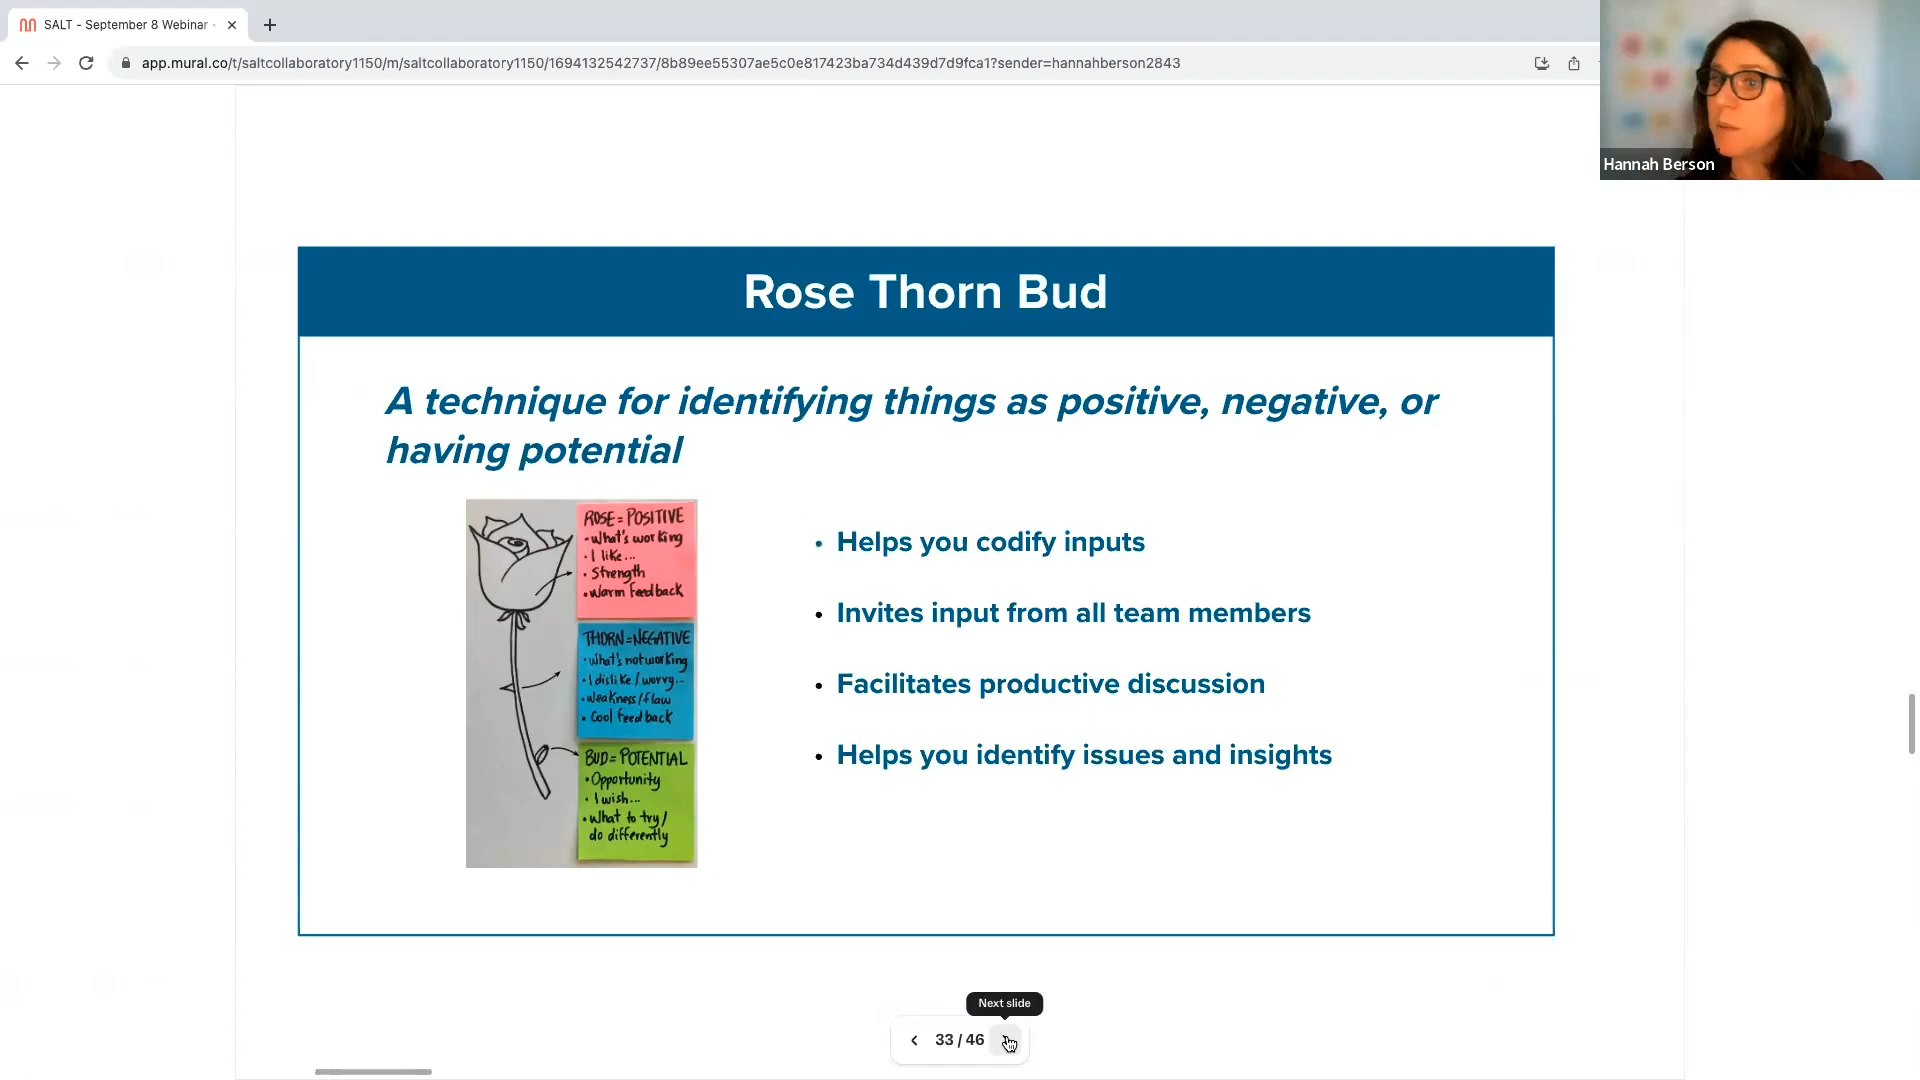 SALT - September 8 Webinar
app.mural.co/t/saltcollaboratory1150/m/saltcollaboratory1150/1694132542737/8b89ee55307ae5c0e817423ba734d439d7d9fca1?sender=hannahberson2843
Hannah Berson
Rose Thorn Bud
A technique for identifying things as positive, negative, or
having potential
ROSE = POSITIVE
• What's working
• I like...
• Strength
• Warm Feedback
THORN = NEGATIVE
• What's not working
• I dislike / worry...
• Weakness / flaw
• Cool feedback
BUD = POTENTIAL
• Opportunity
• I wish...
• What to try /
do differently
• Helps you codify inputs
• Invites input from all team members
• Facilitates productive discussion
• Helps you identify issues and insights
Next slide
33 / 46